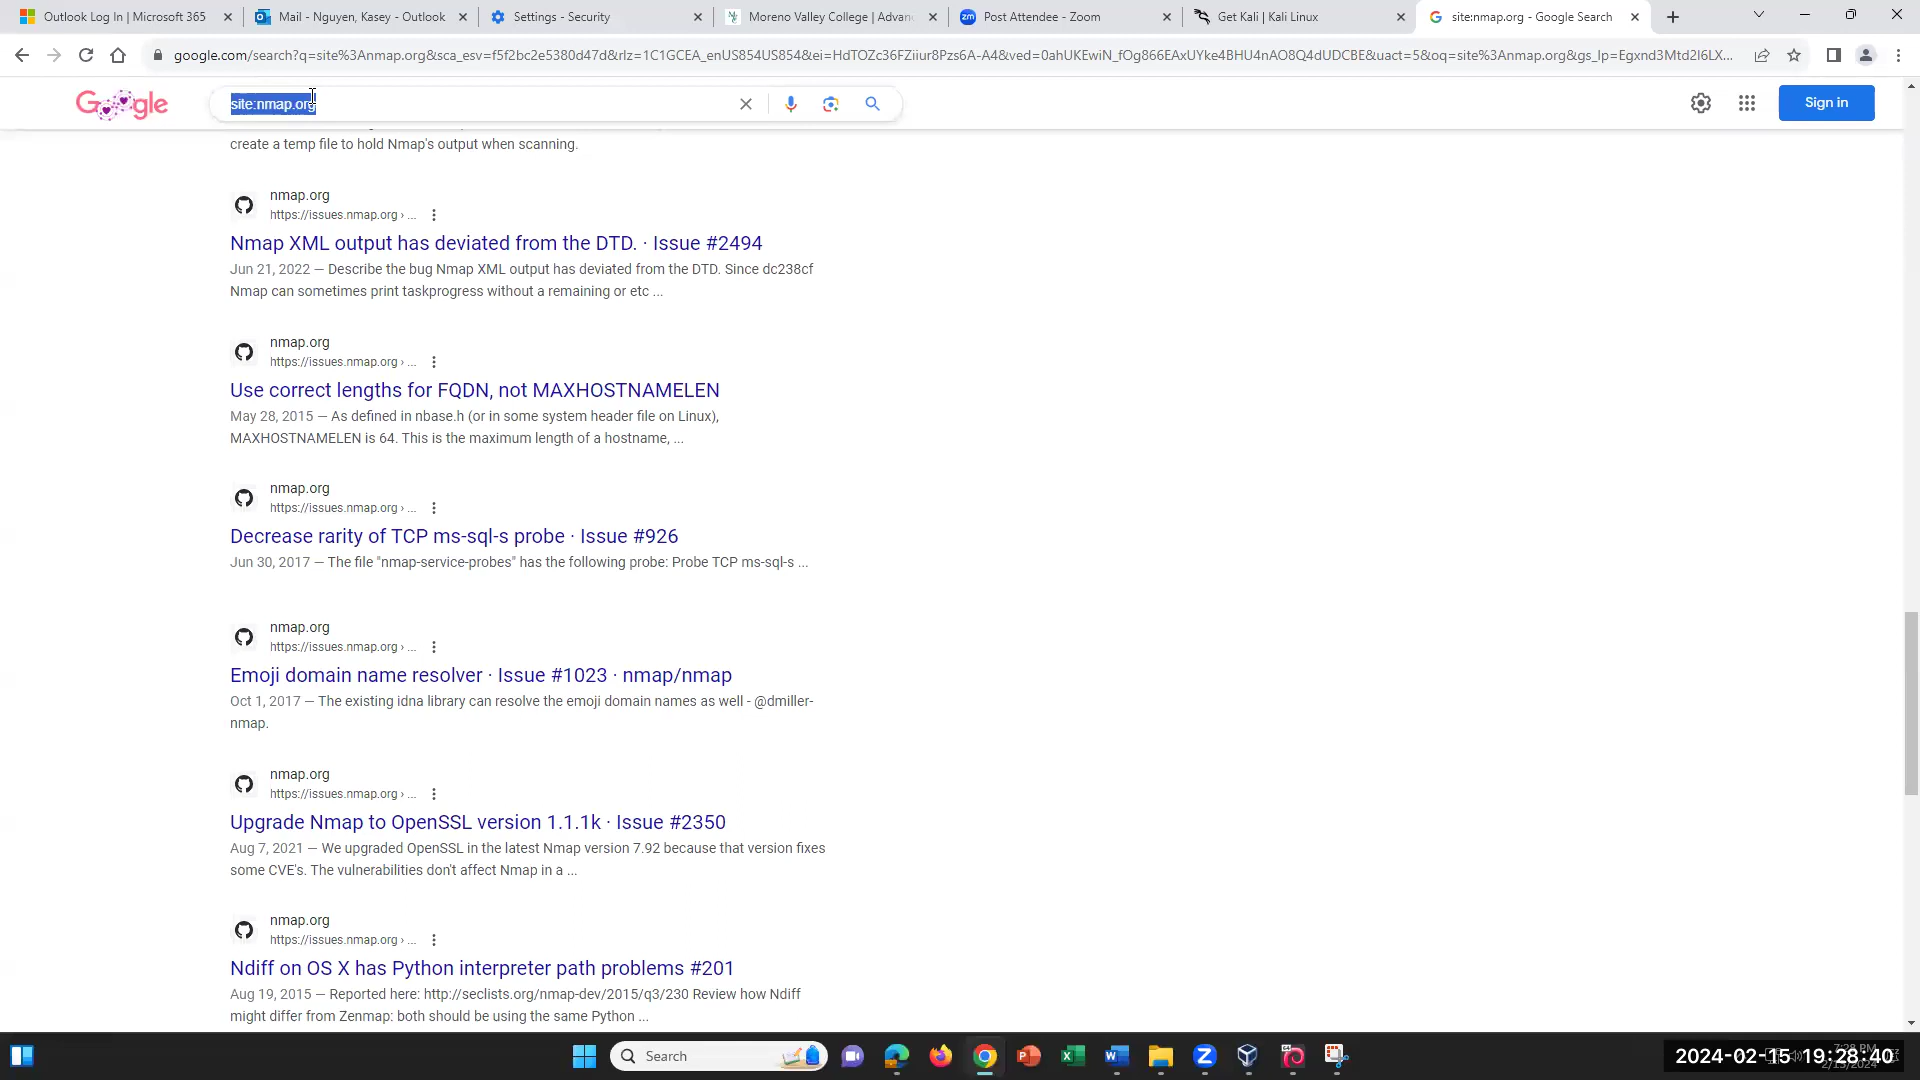 Outlook Log In | Microsoft 365
Mail - Nguyen, Kasey - Outlook
Settings - Security
Moreno Valley College | Advanc
Post Attendee - Zoom
Get Kali | Kali Linux
site:nmap.org - Google Search
google.com/search?q=site%3Anmap.org&sca_esv=f5f2bc2e5380d47d&rlz=1C1GCEA_enUS854US854&ei=HdTOZc36FZiiur8Pzs6A-A4&ved=0ahUKEwiN_fOg866EAxUYke4BHU4nAO8Q4dUDCBE&uact=5&oq=site%3Anmap.org&gs_lp=Egxnd3Mtd2l6LX...
Google
site:nmap.org
Sign in
create a temp file to hold Nmap's output when scanning.
nmap.org
https://issues.nmap.org › ...
Nmap XML output has deviated from the DTD. · Issue #2494
Jun 21, 2022 — Describe the bug Nmap XML output has deviated from the DTD. Since dc238cf
Nmap can sometimes print taskprogress without a remaining or etc ...
nmap.org
https://issues.nmap.org › ...
Use correct lengths for FQDN, not MAXHOSTNAMELEN
May 28, 2015 — As defined in nbase.h (or in some system header file on Linux),
MAXHOSTNAMELEN is 64. This is the maximum length of a hostname, ...
nmap.org
https://issues.nmap.org › ...
Decrease rarity of TCP ms-sql-s probe · Issue #926
Jun 30, 2017 — The file "nmap-service-probes" has the following probe: Probe TCP ms-sql-s ...
nmap.org
https://issues.nmap.org › ...
Emoji domain name resolver · Issue #1023 · nmap/nmap
Oct 1, 2017 — The existing idna library can resolve the emoji domain names as well - @dmiller-
nmap.
nmap.org
https://issues.nmap.org › ...
Upgrade Nmap to OpenSSL version 1.1.1k · Issue #2350
Aug 7, 2021 — We upgraded OpenSSL in the latest Nmap version 7.92 because that version fixes
some CVE's. The vulnerabilities don't affect Nmap in a ...
nmap.org
https://issues.nmap.org › ...
Ndiff on OS X has Python interpreter path problems #201
Aug 19, 2015 — Reported here: http://seclists.org/nmap-dev/2015/q3/230 Review how Ndiff
might differ from Zenmap: both should be using the same Python ...
Search
2024-02-15 19:28:40